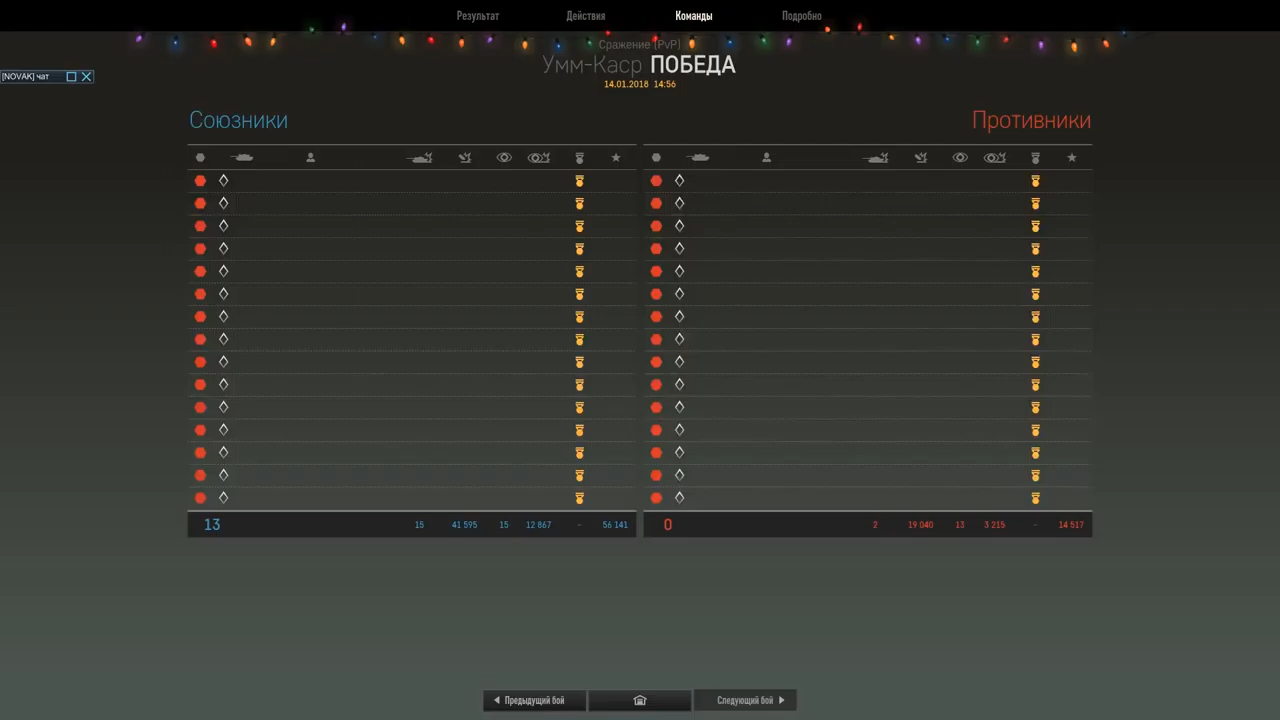 Результат Действия Команды Подробно
Сражение [PvP]
Умм-Каср ПОБЕДА
14.01.2018 14:56
[NOVAK] чат
Союзники Противники
13 15 41 595 15 12 867 - 56 141 0 2 19 040 13 3 215 - 14 517
Предыдущий бой Следующий бой